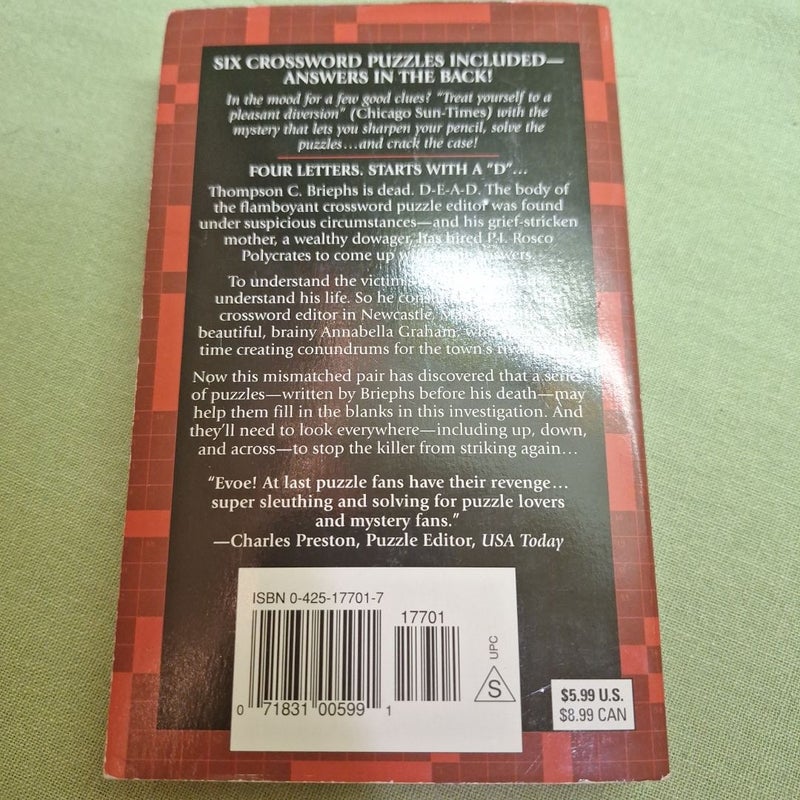 SIX CROSSWORD PUZZLES INCLUDED—
ANSWERS IN THE BACK!
In the mood for a few good clues? "Treat yourself to a
pleasant diversion" (Chicago Sun-Times) with the
mystery that lets you sharpen your pencil, solve the
puzzles...and crack the case!
FOUR LETTERS. STARTS WITH A "D"...
Thompson C. Briephs is dead. D-E-A-D. The body of
the flamboyant crossword puzzle editor was found
under suspicious circumstances—and his grief-stricken
mother, a wealthy dowager, has hired P.I. Rosco
Polycrates to come up answers
To understand the victim
understand his life. So he
crossword editor in Newcastle,
beautiful, brainy Annabella Graham,
time creating conundrums for the town's
Now this mismatched pair has discovered that a series
of puzzles—written by Briephs before his death—may
help them fill in the blanks in this investigation. And
they'll need to look everywhere—including up, down,
and across—to stop the killer from striking again...
"Evoe! At last puzzle fans have their revenge...
super sleuthing and solving for puzzle lovers
and mystery fans."
—Charles Preston, Puzzle Editor, USA Today
ISBN 0-425-17701-7
17701
UPC
S
0 71831 00599 1
$5.99 U.S.
$8.99 CAN